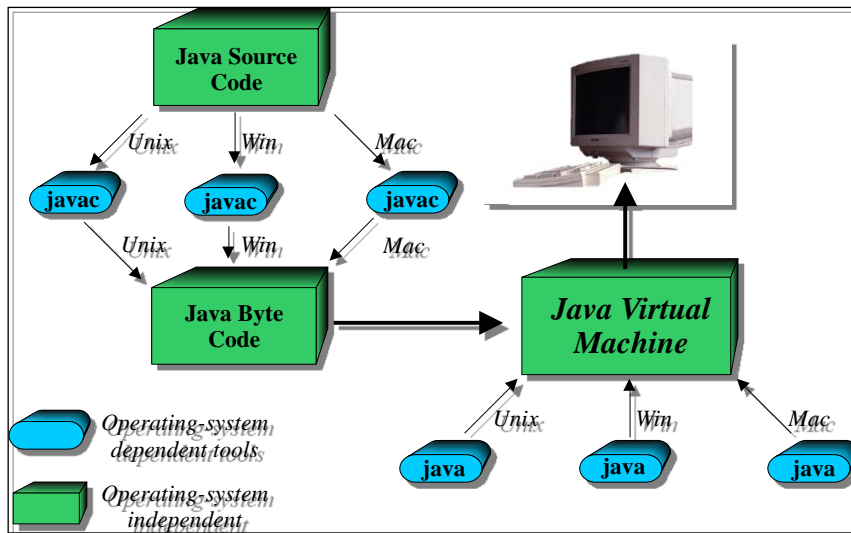 Java Source
Code
Unix
Win
Mac
javac
javac
javac
Unix
Win
Mac
Java Byte
Code
Java Virtual
Machine
Unix
Win
Mac
java
java
java
Operating-system
dependent tools
Operating-system
independent